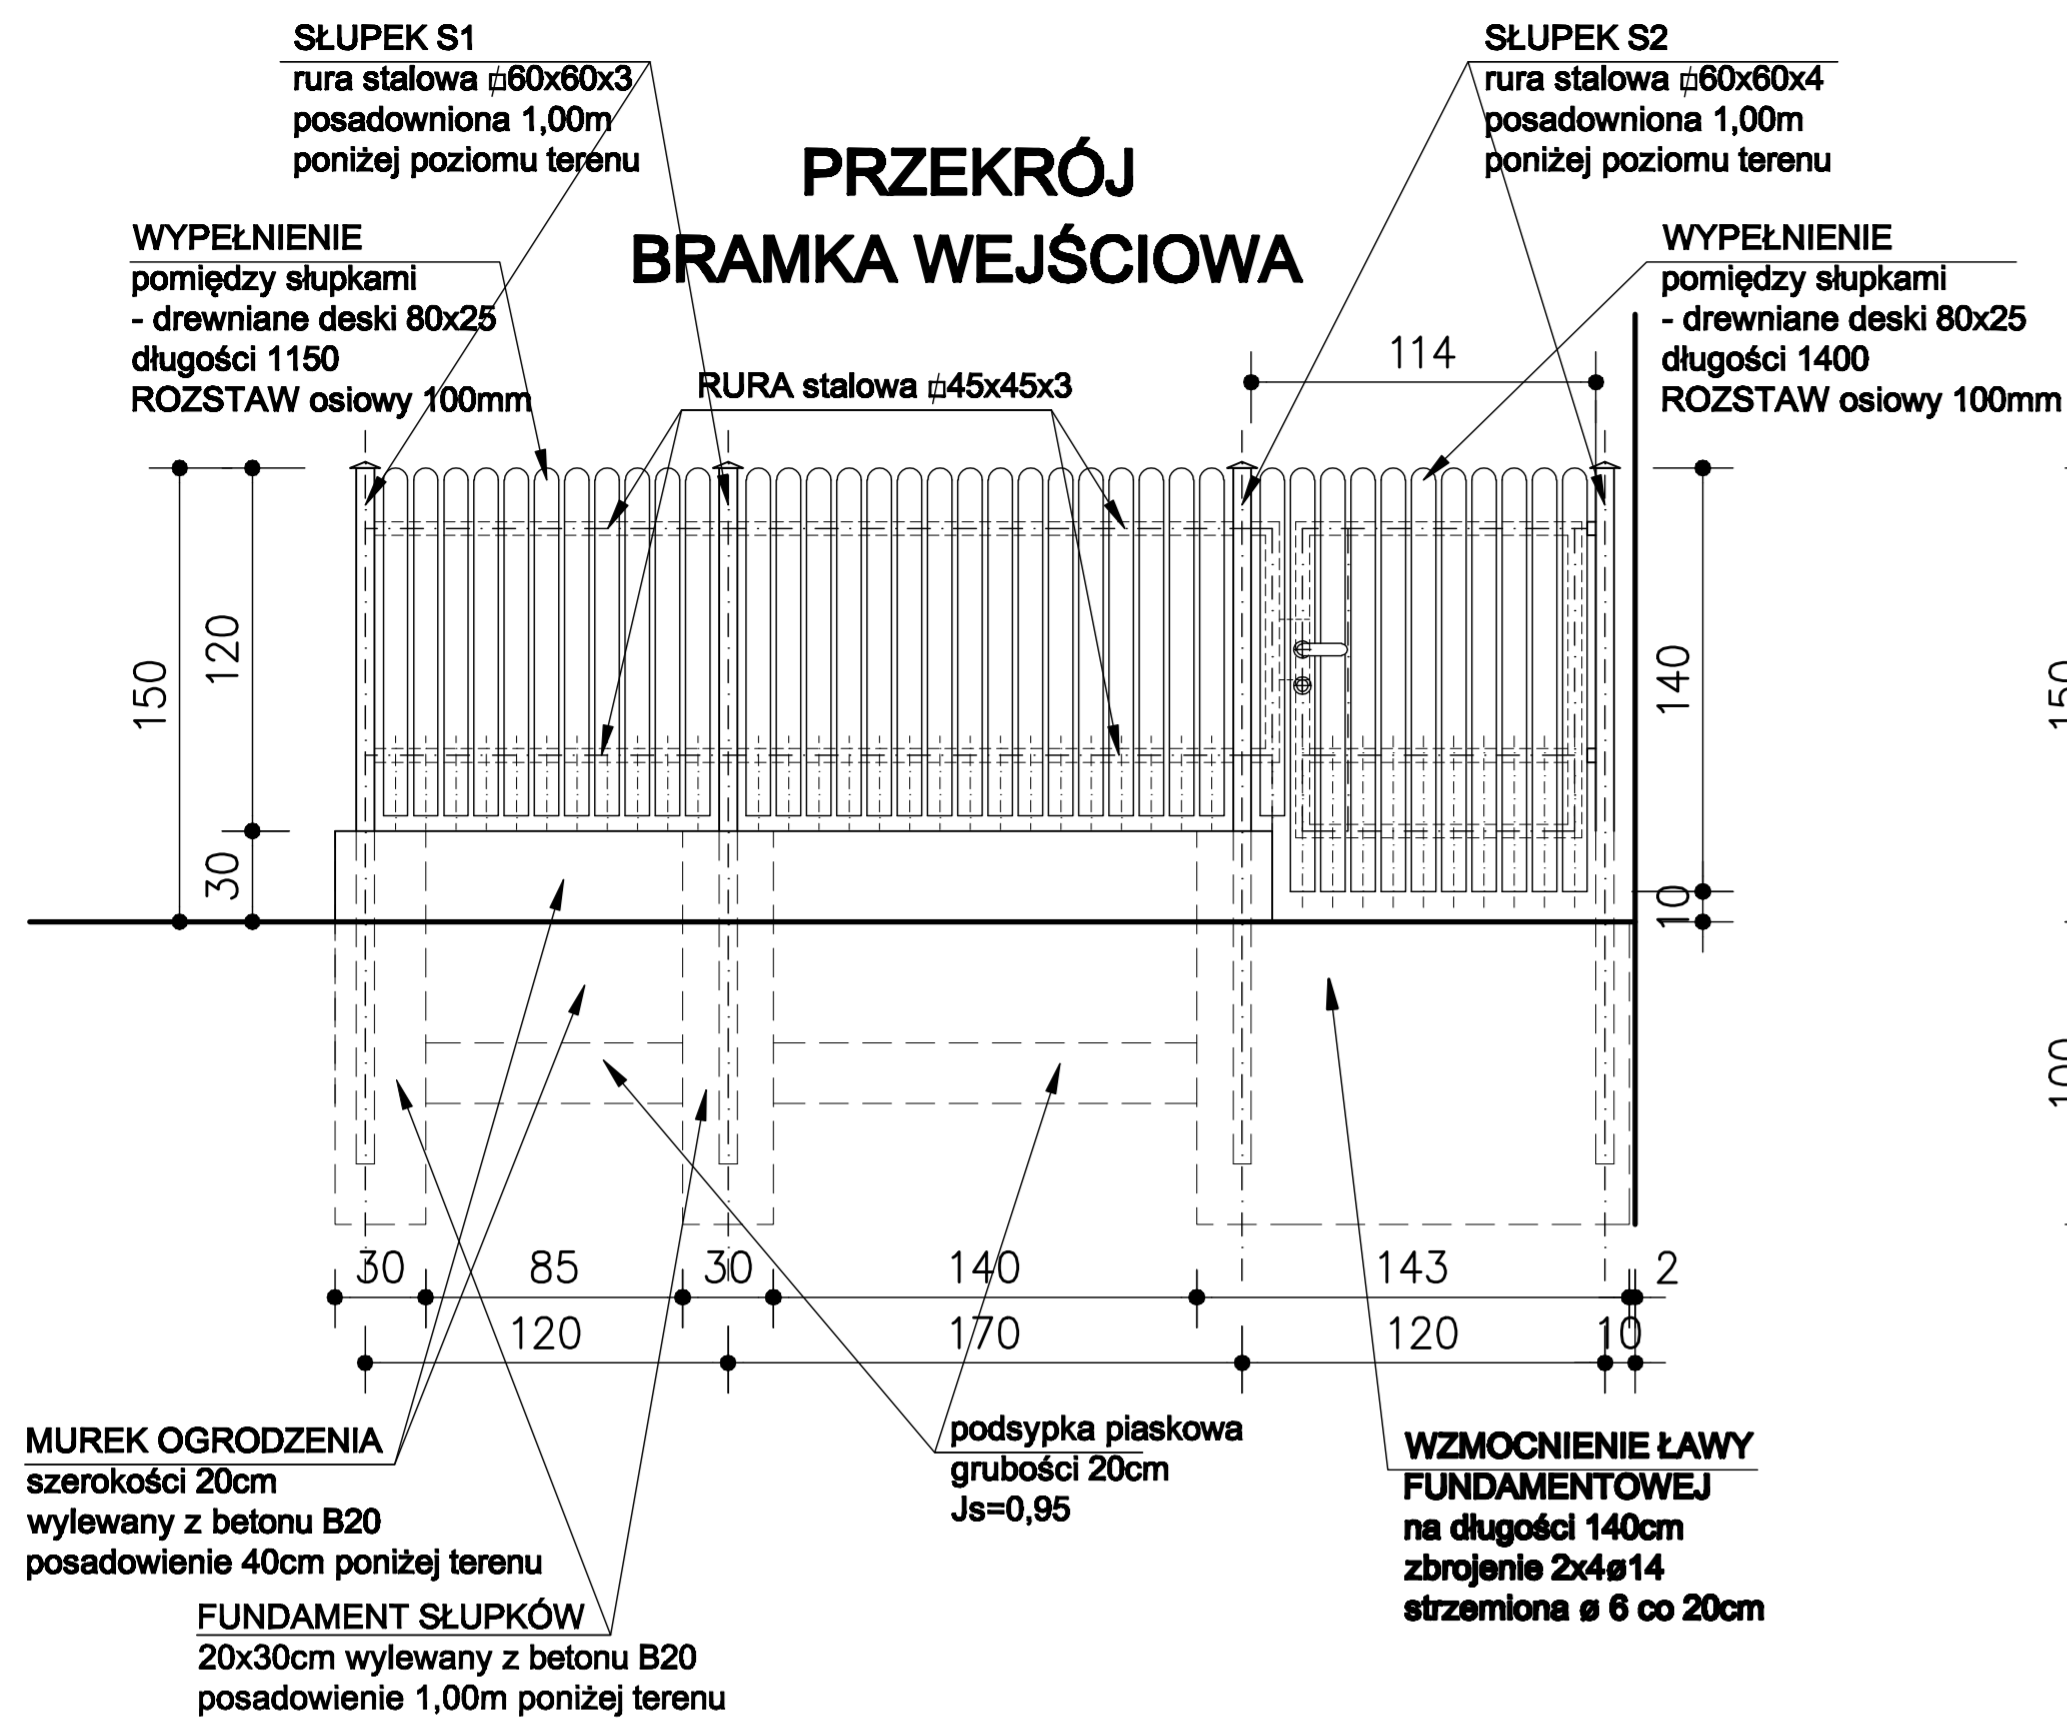 SŁUPEK S1
rura stalowa □60x60x3
posadowniona 1,00m
poniżej poziomu terenu
SŁUPEK S2
rura stalowa □60x60x4
posadowniona 1,00m
poniżej poziomu terenu
PRZEKRÓJ
BRAMKA WEJŚCIOWA
WYPEŁNIENIE
pomiędzy słupkami
- drewniane deski 80x25
długości 1150
ROZSTAW osiowy 100mm
WYPEŁNIENIE
pomiędzy słupkami
- drewniane deski 80x25
długości 1400
ROZSTAW osiowy 100mm
RURA stalowa □45x45x3
114
150
120
30
140
10
150
100
30 85 30 140 143 2
120 170 120 10
MUREK OGRODZENIA
szerokości 20cm
wylewany z betonu B20
posadowienie 40cm poniżej terenu
FUNDAMENT SŁUPKÓW
20x30cm wylewany z betonu B20
posadowienie 1,00m poniżej terenu
podsypka piaskowa
grubości 20cm
Js=0,95
WZMOCNIENIE ŁAWY
FUNDAMENTOWEJ
na długości 140cm
zbrojenie 2x4ø14
strzemiona ø 6 co 20cm